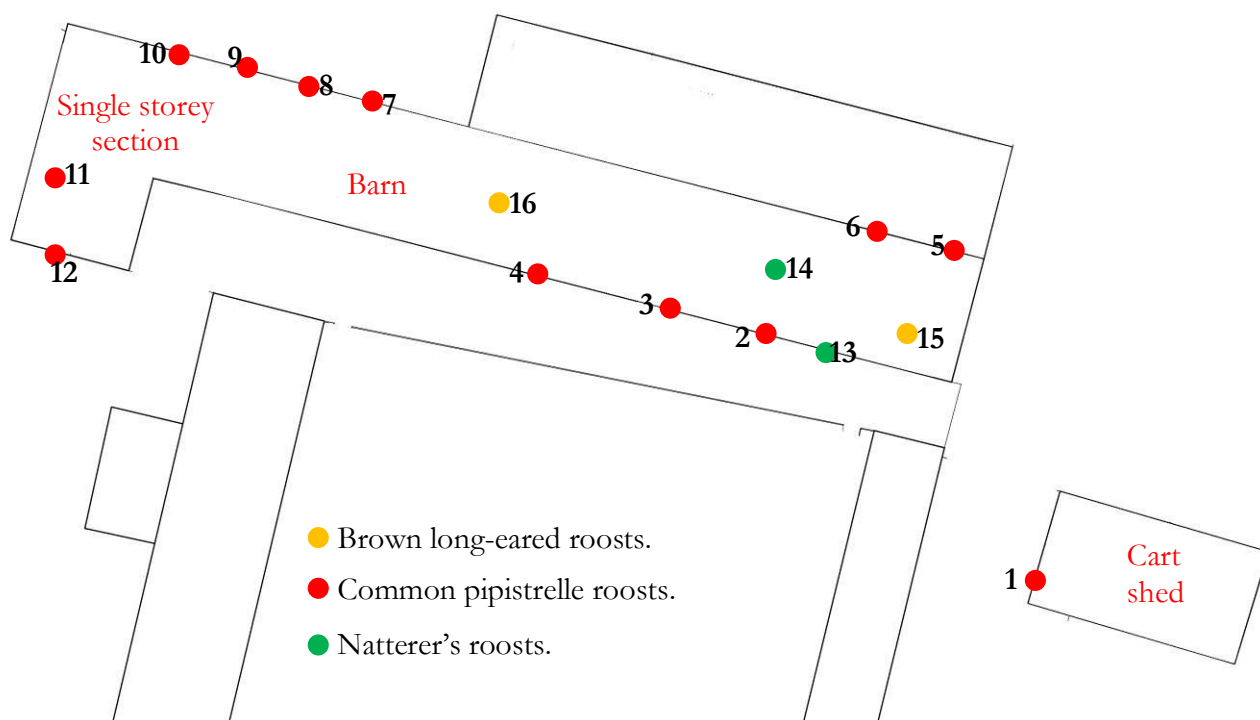 10
9
8
7
Single storey
section
11
12
Barn
16
6
5
14
4
3
2
13
15
Brown long-eared roosts.
Common pipistrelle roosts.
Natterer’s roosts.
1
Cart
shed